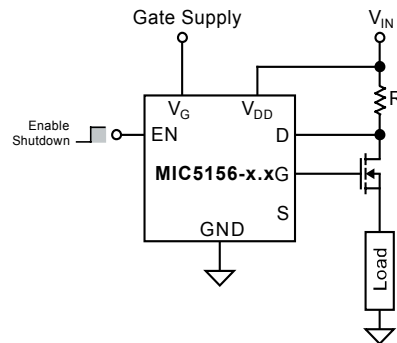 Gate Supply
VIN
Enable
Shutdown
VG
VDD
R
EN
D
MIC5156-x.x
G
S
GND
Load